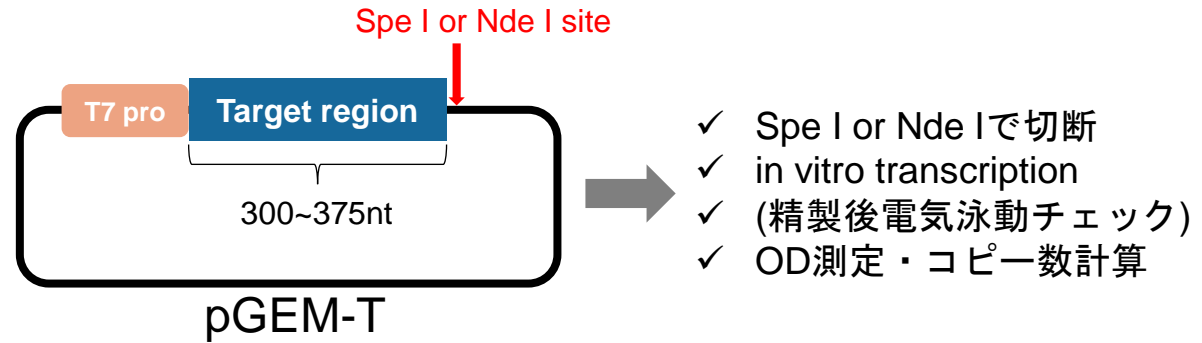 Spe I or Nde I site
T7 pro
Target region
300~375nt
pGEM-T
✓ Spe I or Nde Iで切断
✓ in vitro transcription
✓ (精製後電気泳動チェック)
✓ OD測定・コピー数計算